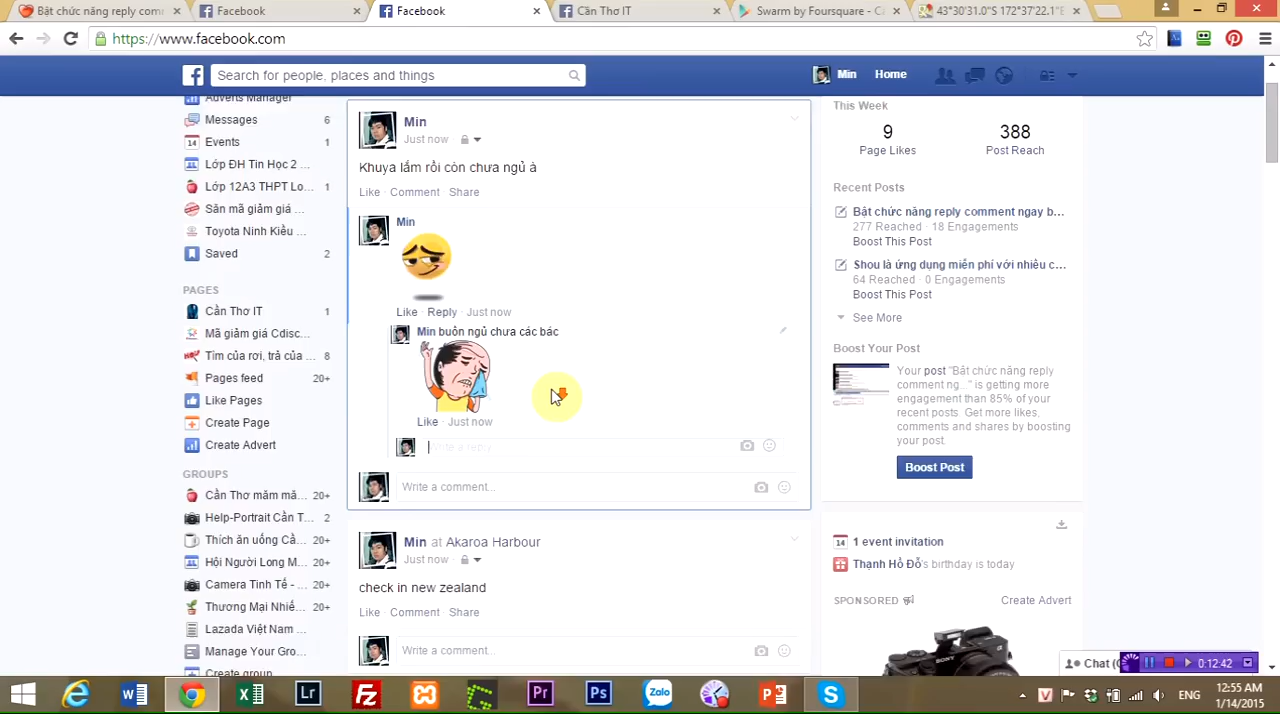 Bật chức năng reply comm
Facebook
Facebook
Cần Thơ IT
Swarm by Foursquare - Ca
43°30'31.0"S 172°37'22.1"E
https://www.facebook.com
Search for people, places and things
Min
Home
Adverts Manager
Messages 6
Events 1
Lớp ĐH Tin Học 2 ...
Lớp 12A3 THPT Lo... 1
Săn mã giảm giá ...
Toyota Ninh Kiều ...
Saved 2
PAGES
Cần Thơ IT 1
Mã giảm giá Cdisc...
Tìm của rơi, trả của ... 8
Pages feed 20+
Like Pages
Create Page
Create Advert
GROUPS
Cần Thơ măm mă... 20+
Help-Portrait Cần T... 2
Thích ăn uống Cầ... 20+
Hội Người Long M... 20+
Camera Tinh Tế - ... 20+
Thương Mại Nhiế... 20+
Lazada Việt Nam ... 20+
Manage Your Gro...
Create group
Min
Just now
Khuya lắm rồi còn chưa ngủ à
Like · Comment · Share
Min
Like · Reply · Just now
Min buồn ngủ chưa các bác
Like · Just now
Write a reply...
Write a comment...
Min at Akaroa Harbour
Just now
check in new zealand
Like · Comment · Share
Write a comment...
This Week
9 388
Page Likes Post Reach
Recent Posts
Bật chức năng reply comment ngay b...
277 Reached · 18 Engagements
Boost This Post
Shou là ứng dụng miễn phí với nhiều c...
64 Reached · 0 Engagements
Boost This Post
See More
Boost Your Post
Your post "Bật chức năng reply
comment ng..." is getting more
engagement than 85% of your
recent posts. Get more likes,
comments and shares by boosting
your post.
Boost Post
14 1 event invitation
Thạnh Hồ Đỗ's birthday is today
SPONSORED Create Advert
SONY
Chat (
0:12:42
W
Lr
Fz
Pr
Ps
Zalo
ENG
12:55 AM
1/14/2015